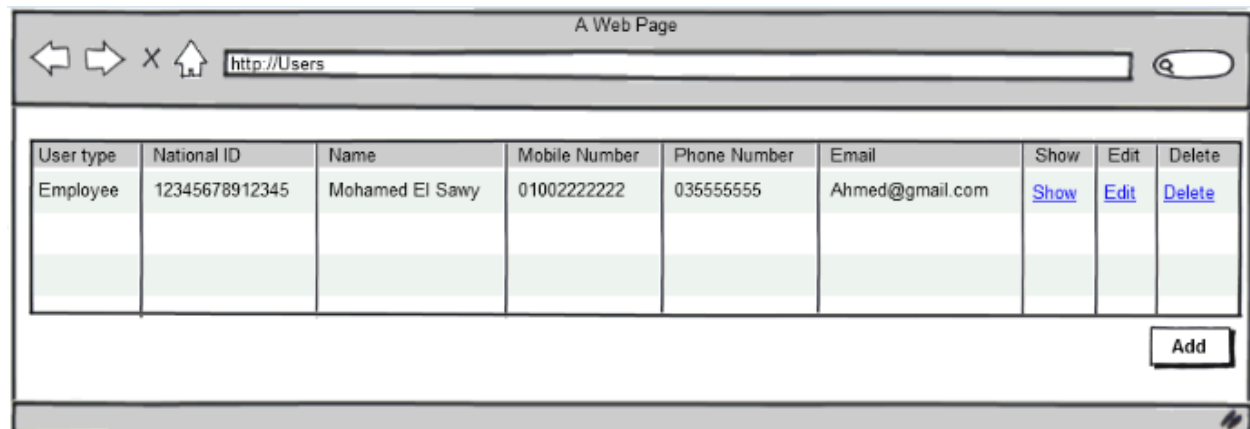 A Web Page
http://Users
User type National ID Name Mobile Number Phone Number Email Show Edit Delete
Employee 12345678912345 Mohamed El Sawy 01002222222 035555555 Ahmed@gmail.com Show Edit Delete
Add